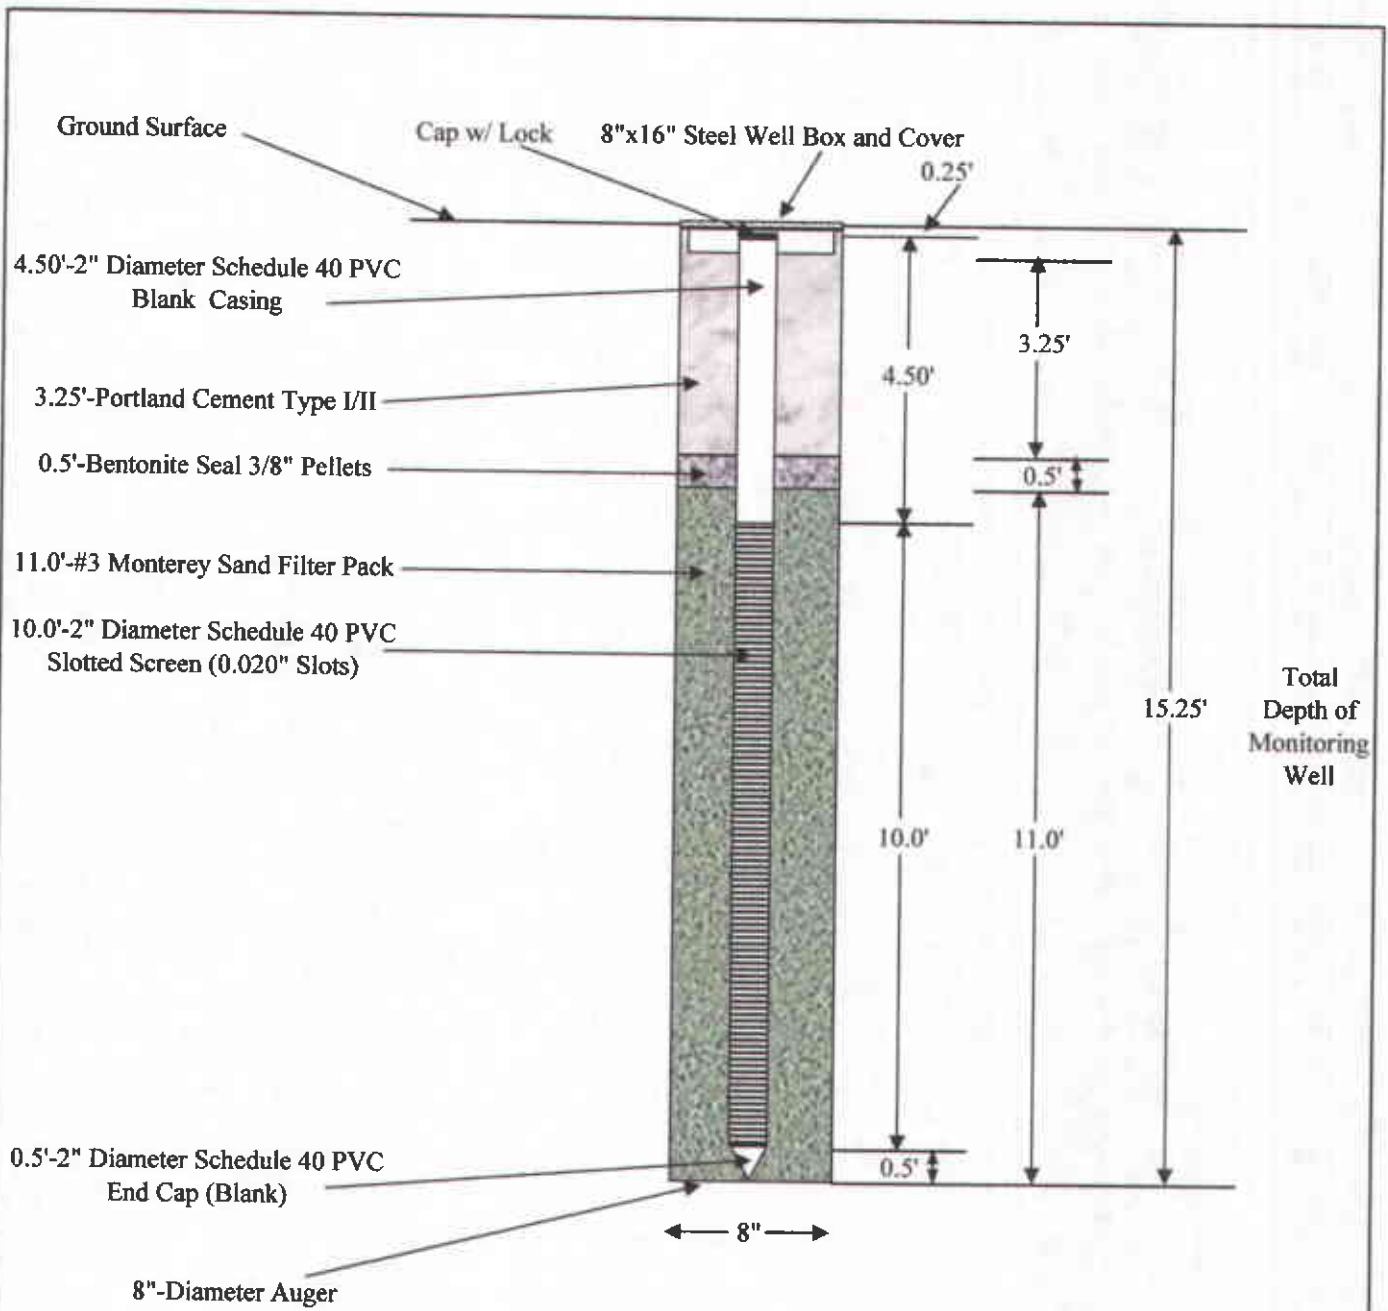 Ground Surface
Cap w/ Lock
8"x16" Steel Well Box and Cover
0.25'
4.50'-2" Diameter Schedule 40 PVC
Blank Casing
3.25'
4.50'
3.25'-Portland Cement Type I/II
0.5'-Bentonite Seal 3/8" Pellets
0.5'
11.0'-#3 Monterey Sand Filter Pack
10.0'-2" Diameter Schedule 40 PVC
Slotted Screen (0.020" Slots)
15.25'
Total
Depth of
Monitoring
Well
10.0'
11.0'
0.5'-2" Diameter Schedule 40 PVC
End Cap (Blank)
0.5'
8"
8"-Diameter Auger